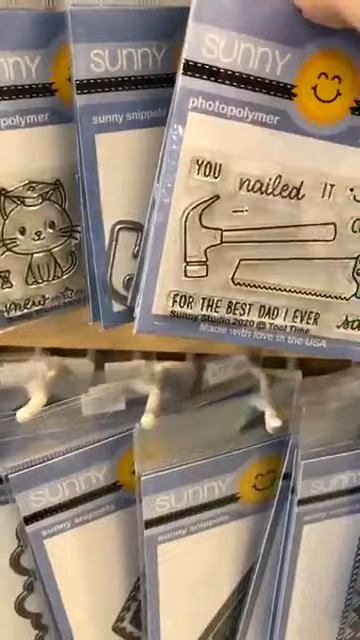 sunny
photopolymer
YOU nailed IT
FOR THE BEST DAD I EVER
Sunny Studio 2020 © Tool Time
Made with love in the USA
sunny
sunny snippets
photopolymer
mew
sunny
sunny snippets
sunny
sunny snippets
sunny